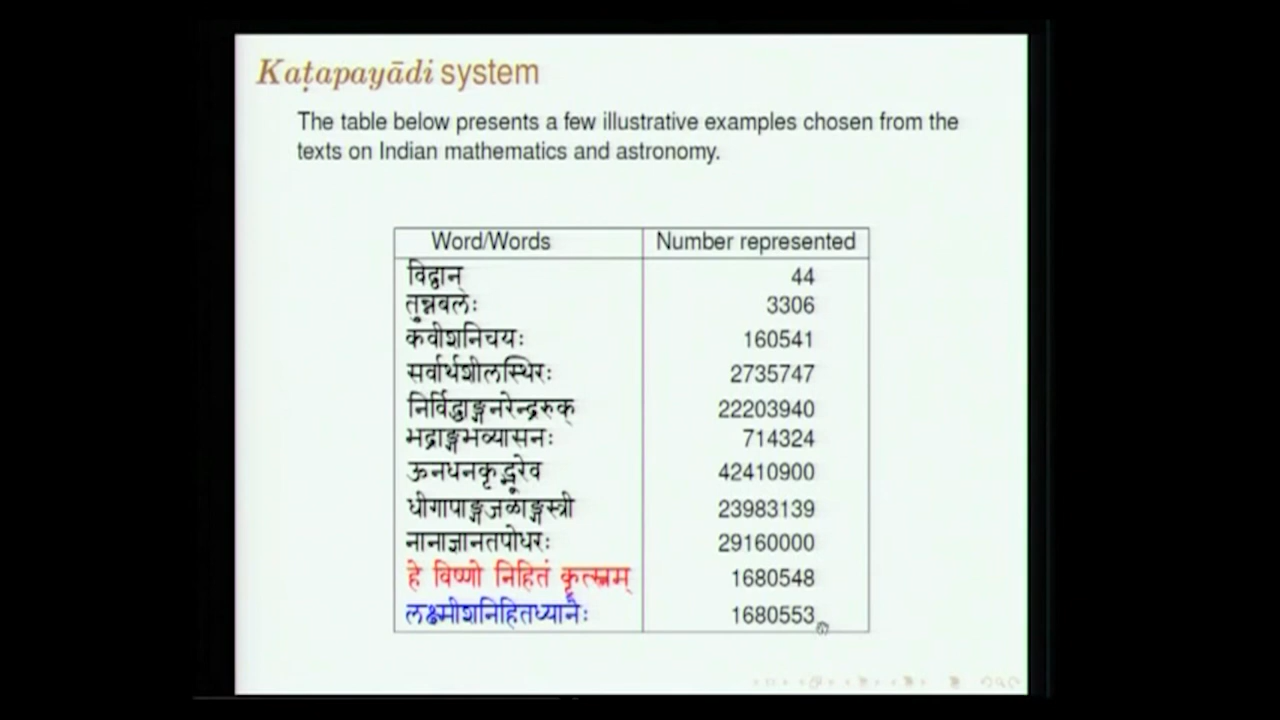 Kaṭapayādi system
The table below presents a few illustrative examples chosen from the
texts on Indian mathematics and astronomy.
Word/Words Number represented
विद्वान् 44
तुन्नबलः 3306
कवीशनिचयः 160541
सर्वार्थशीलस्थिरः 2735747
निर्विद्धाङ्गनरेन्द्ररुक् 22203940
भद्राङ्गभव्यासनः 714324
ऊनधनकृद्भूरेव 42410900
धीगापाङ्गजळाङ्गस्त्री 23983139
नानाज्ञानतपोधरः 29160000
हे विष्णो निहितं कृत्स्नम् 1680548
लक्ष्मीशनिहितध्यानैः 1680553